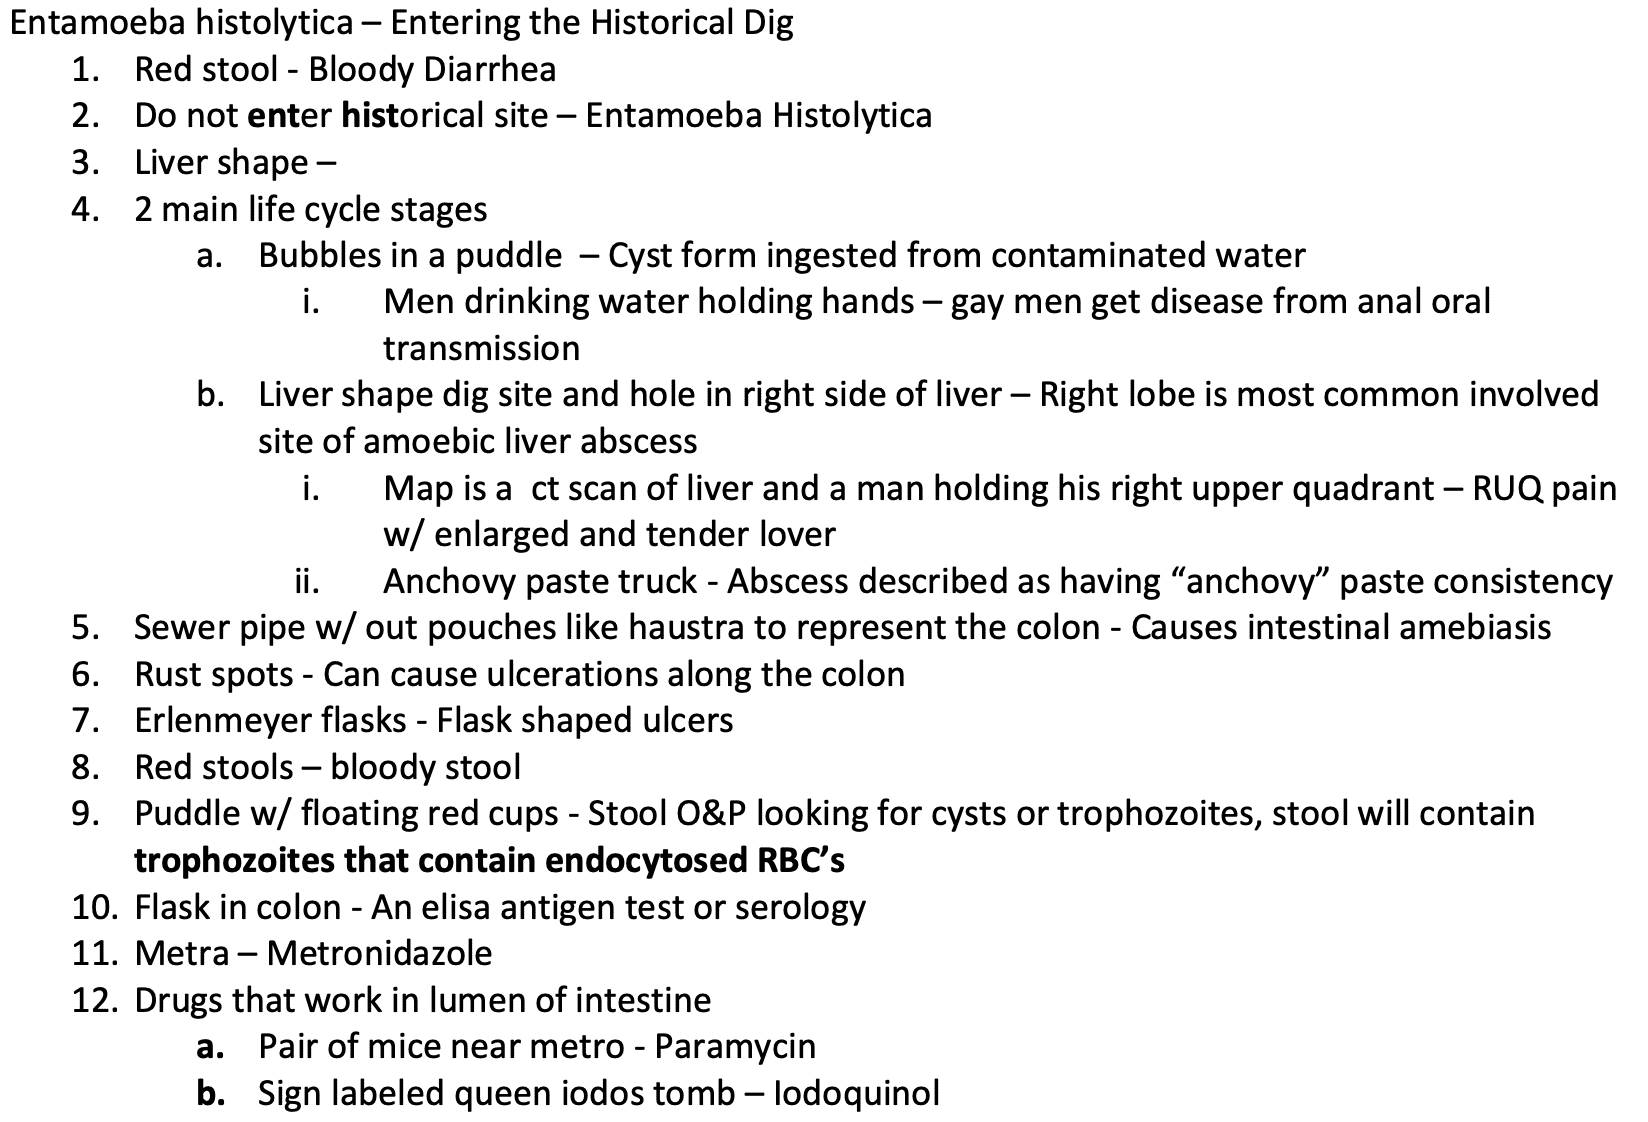 Entamoeba histolytica – Entering the Historical Dig
1. Red stool - Bloody Diarrhea
2. Do not enter historical site – Entamoeba Histolytica
3. Liver shape –
4. 2 main life cycle stages
a. Bubbles in a puddle – Cyst form ingested from contaminated water
i. Men drinking water holding hands – gay men get disease from anal oral
transmission
b. Liver shape dig site and hole in right side of liver – Right lobe is most common involved
site of amoebic liver abscess
i. Map is a ct scan of liver and a man holding his right upper quadrant – RUQ pain
w/ enlarged and tender lover
ii. Anchovy paste truck - Abscess described as having “anchovy” paste consistency
5. Sewer pipe w/ out pouches like haustra to represent the colon - Causes intestinal amebiasis
6. Rust spots - Can cause ulcerations along the colon
7. Erlenmeyer flasks - Flask shaped ulcers
8. Red stools – bloody stool
9. Puddle w/ floating red cups - Stool O&P looking for cysts or trophozoites, stool will contain
trophozoites that contain endocytosed RBC’s
10. Flask in colon - An elisa antigen test or serology
11. Metra – Metronidazole
12. Drugs that work in lumen of intestine
a. Pair of mice near metro - Paramycin
b. Sign labeled queen iodos tomb – Iodoquinol